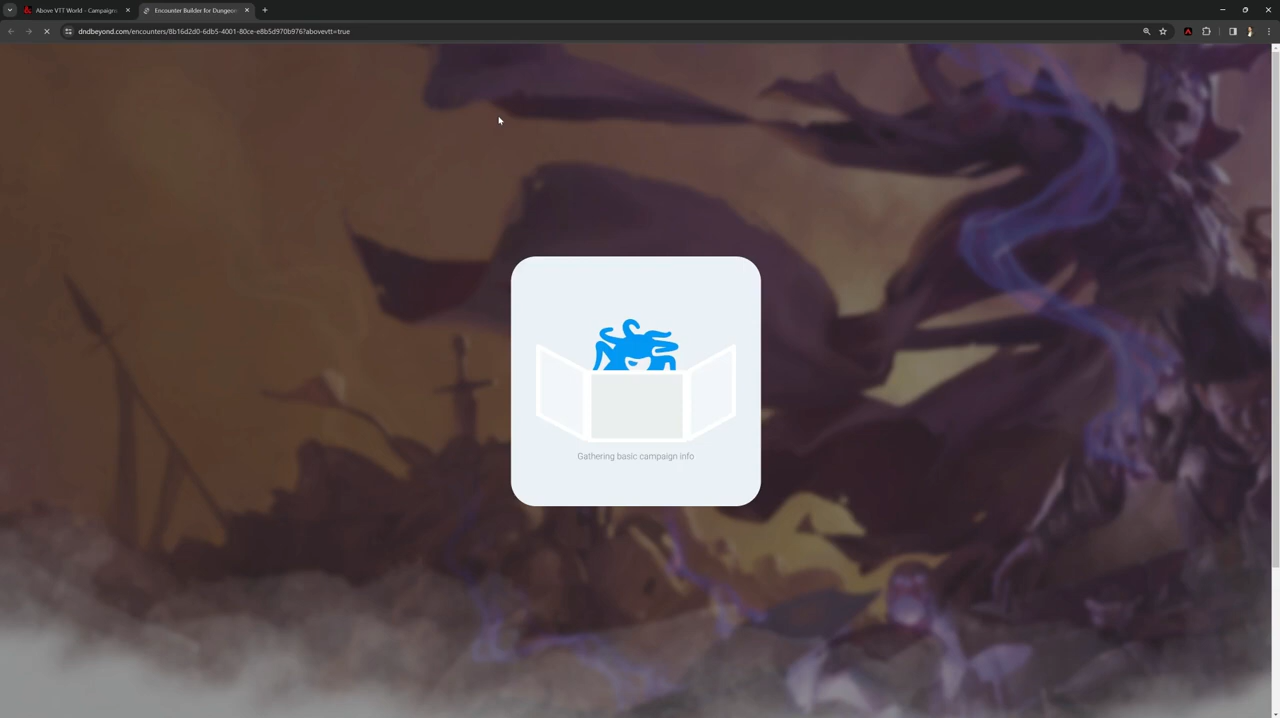 Above VTT World - Campaigns
Encounter Builder for Dungeon
dndbeyond.com/encounters/8b16d2d0-6db5-4001-80ce-e8b5d970b976?abovevtt=true
Gathering basic campaign info